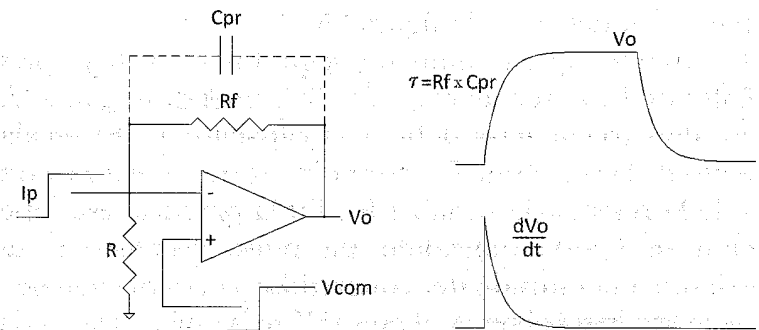 Cpr
Rf
Ip
-
+
R
Vo
Vcom
Vo
τ=Rf x Cpr
dVo
dt